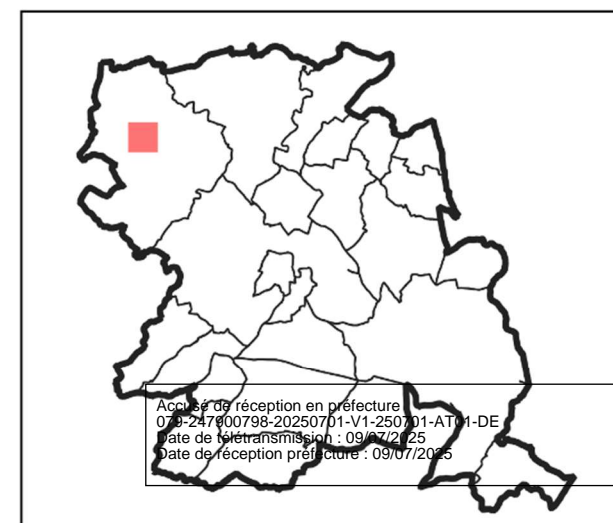 Accusé de réception en préfecture
079-247900798-20250701-V1-250701-AT01-DE
Date de télétransmission : 09/07/2025
Date de réception préfecture : 09/07/2025